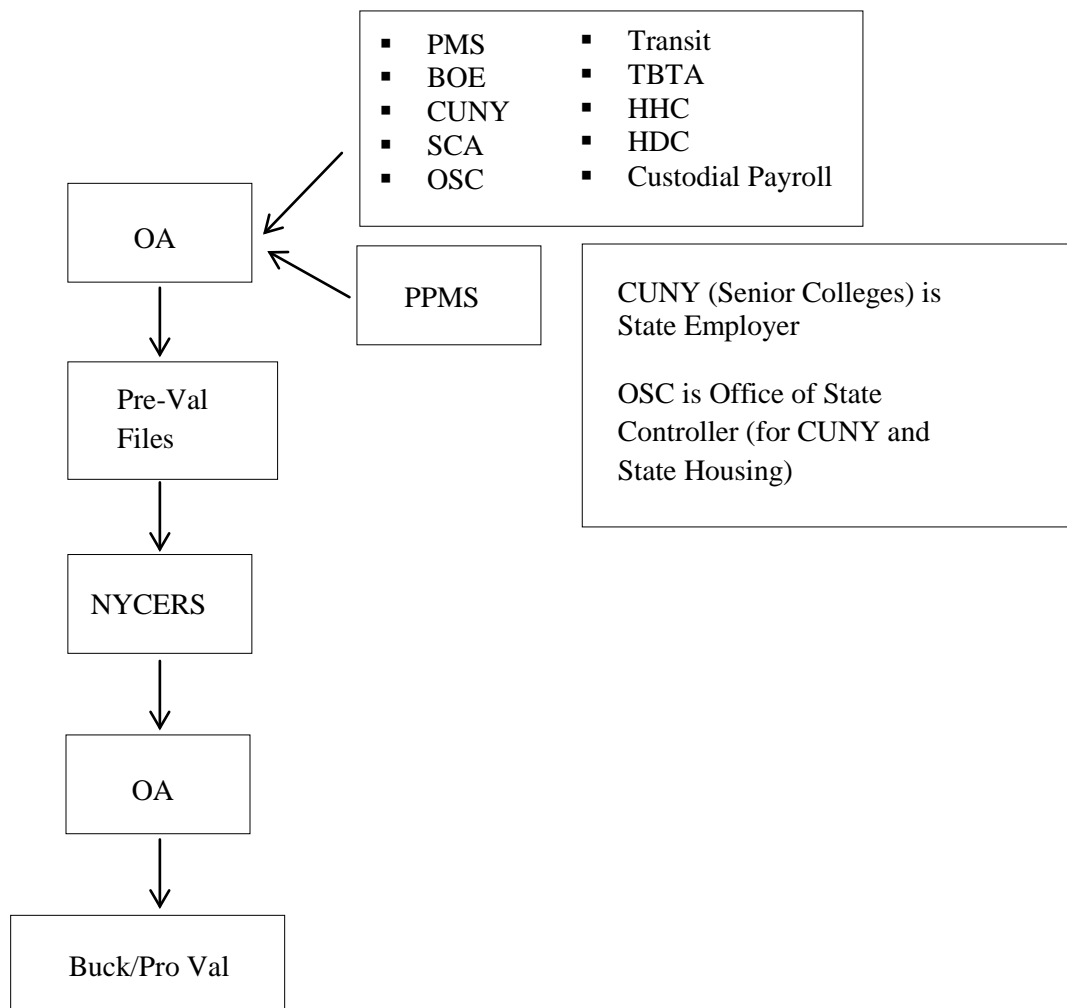 ▪ PMS
▪ BOE
▪ CUNY
▪ SCA
▪ OSC
▪ Transit
▪ TBTA
▪ HHC
▪ HDC
▪ Custodial Payroll
OA
PPMS
CUNY (Senior Colleges) is
State Employer
OSC is Office of State
Controller (for CUNY and
State Housing)
Pre-Val
Files
NYCERS
OA
Buck/Pro Val